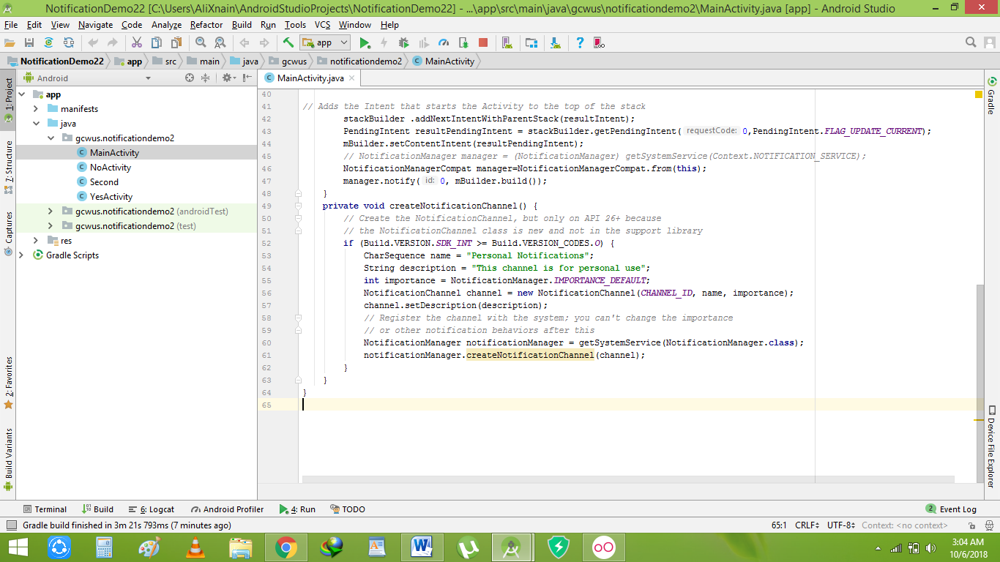 NotificationDemo22 [C:\Users\AliXnain\AndroidStudioProjects\NotificationDemo22] - ...\app\src\main\java\gcwus\notificationdemo2\MainActivity.java [app] - Android Studio
File Edit View Navigate Code Analyze Refactor Build Run Tools VCS Window Help
app
NotificationDemo22 app src main java gcwus notificationdemo2 MainActivity
Android
MainActivity.java
1: Project
7: Structure
Captures
2: Favorites
Build Variants
app
manifests
java
gcwus.notificationdemo2
MainActivity
NoActivity
Second
YesActivity
gcwus.notificationdemo2 (androidTest)
gcwus.notificationdemo2 (test)
res
Gradle Scripts
40
41 // Adds the Intent that starts the Activity to the top of the stack
42 stackBuilder .addNextIntentWithParentStack(resultIntent);
43 PendingIntent resultPendingIntent = stackBuilder.getPendingIntent( requestCode: 0,PendingIntent.FLAG_UPDATE_CURRENT);
44 mBuilder.setContentIntent(resultPendingIntent);
45 // NotificationManager manager = (NotificationManager) getSystemService(Context.NOTIFICATION_SERVICE);
46 NotificationManagerCompat manager=NotificationManagerCompat.from(this);
47 manager.notify( id: 0, mBuilder.build());
48 }
49 private void createNotificationChannel() {
50 // Create the NotificationChannel, but only on API 26+ because
51 // the NotificationChannel class is new and not in the support library
52 if (Build.VERSION.SDK_INT >= Build.VERSION_CODES.O) {
53 CharSequence name = "Personal Notifications";
54 String description = "This channel is for personal use";
55 int importance = NotificationManager.IMPORTANCE_DEFAULT;
56 NotificationChannel channel = new NotificationChannel(CHANNEL_ID, name, importance);
57 channel.setDescription(description);
58 // Register the channel with the system; you can't change the importance
59 // or other notification behaviors after this
60 NotificationManager notificationManager = getSystemService(NotificationManager.class);
61 notificationManager.createNotificationChannel(channel);
62 }
63 }
64 }
65
Gradle
Device File Explorer
Terminal Build 6: Logcat Android Profiler 4: Run TODO 2 Event Log
Gradle build finished in 3m 21s 793ms (7 minutes ago) 65:1 CRLF UTF-8 Context: <no context>
3:04 AM
10/6/2018